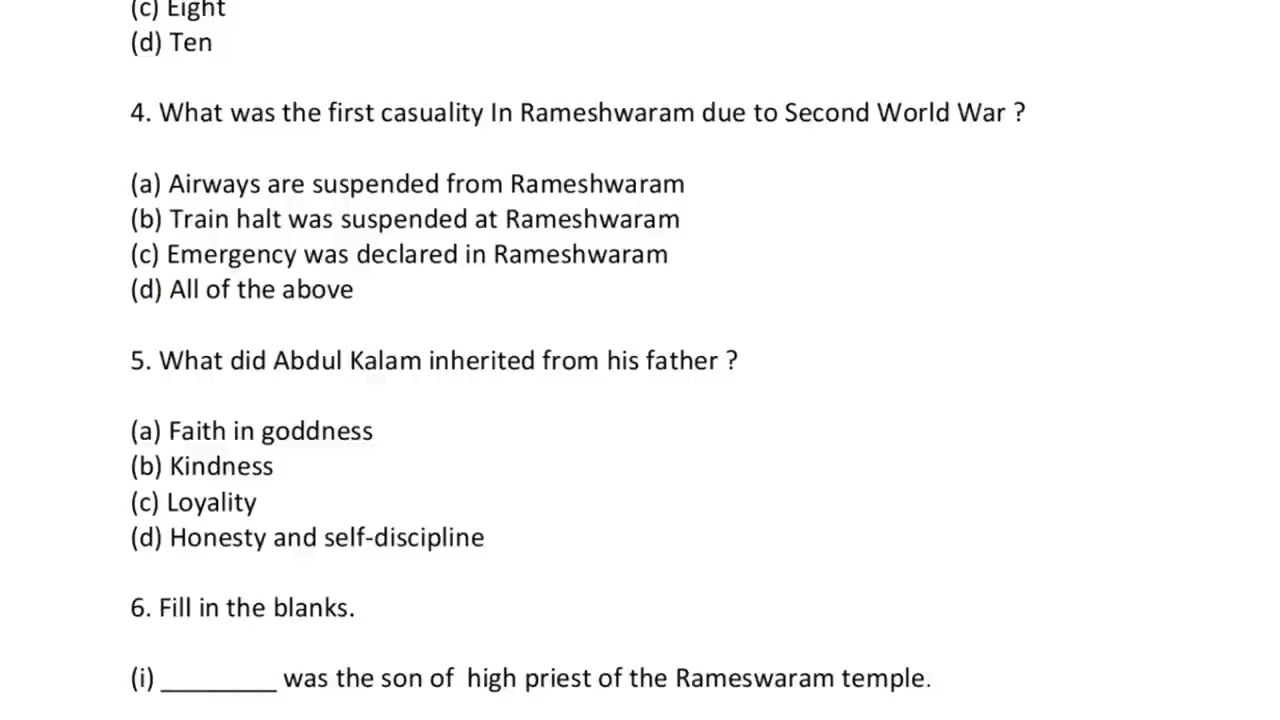 (c) Eight
(d) Ten
4. What was the first casuality In Rameshwaram due to Second World War ?
(a) Airways are suspended from Rameshwaram
(b) Train halt was suspended at Rameshwaram
(c) Emergency was declared in Rameshwaram
(d) All of the above
5. What did Abdul Kalam inherited from his father ?
(a) Faith in goddness
(b) Kindness
(c) Loyality
(d) Honesty and self-discipline
6. Fill in the blanks.
(i) ________ was the son of  high priest of the Rameswaram temple.